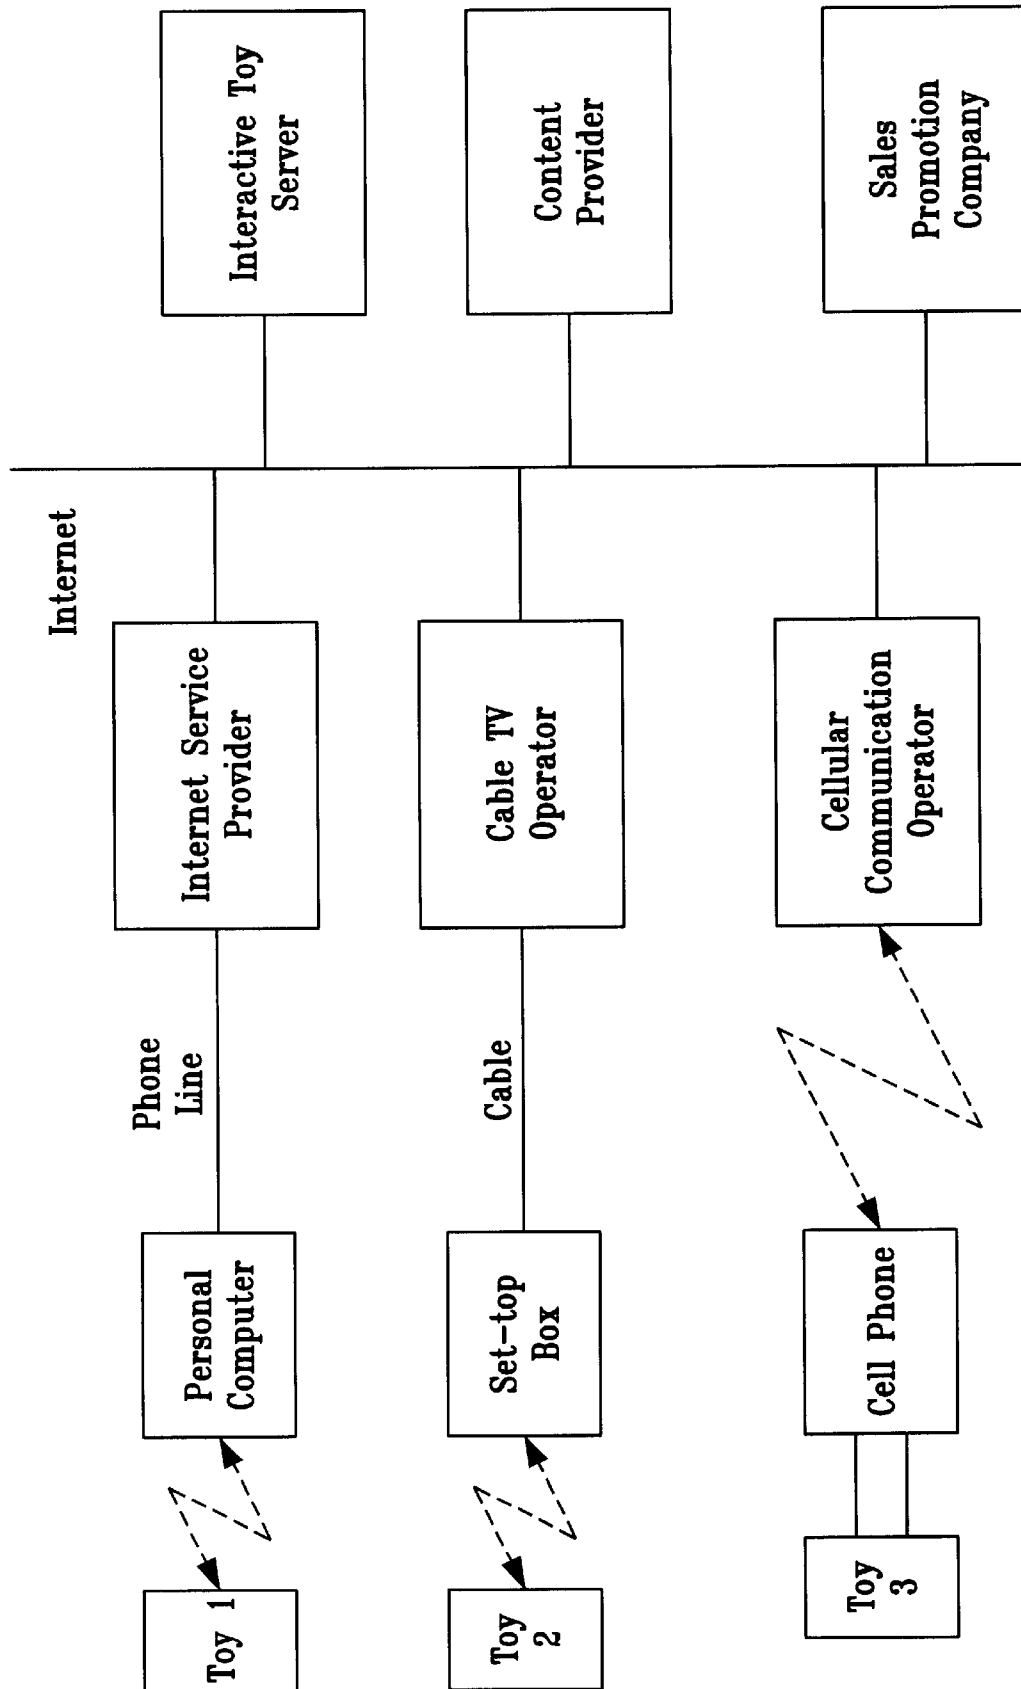 Toy 1
Personal
Computer
Phone
Line
Internet Service
Provider
Internet
Interactive Toy
Server
Toy
2
Set-top
Box
Cable
Cable TV
Operator
Content
Provider
Toy
3
Cell Phone
Cellular
Communication
Operator
Sales
Promotion
Company